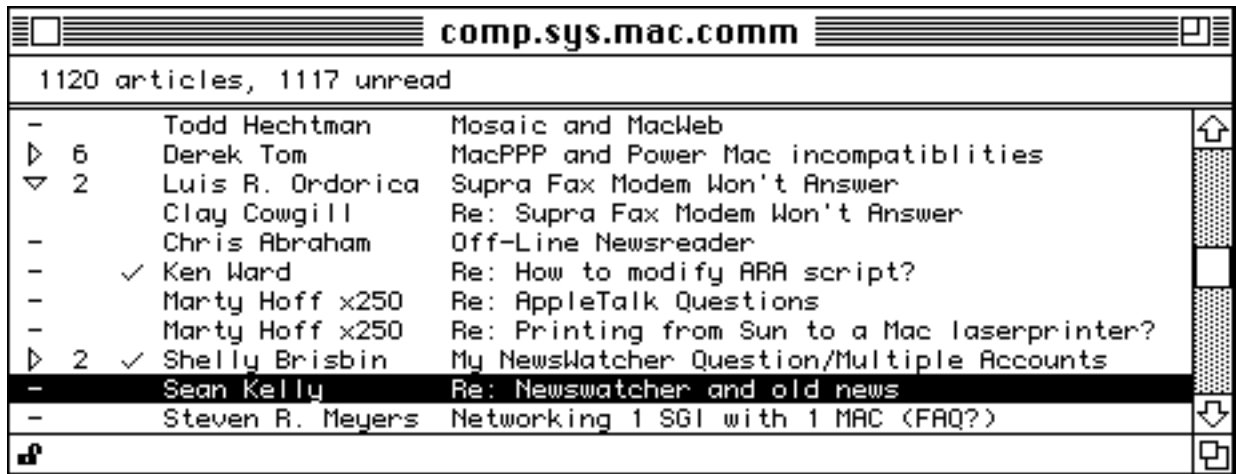 comp.sys.mac.comm
1120 articles, 1117 unread
– Todd Hechtman Mosaic and MacWeb
▷ 6 Derek Tom MacPPP and Power Mac incompatiblities
▽ 2 Luis R. Ordorica Supra Fax Modem Won't Answer
Clay Cowgill Re: Supra Fax Modem Won't Answer
– Chris Abraham Off-Line Newsreader
– ✓ Ken Ward Re: How to modify ARA script?
– Marty Hoff x250 Re: AppleTalk Questions
– Marty Hoff x250 Re: Printing from Sun to a Mac laserprinter?
▷ 2 ✓ Shelly Brisbin My NewsWatcher Question/Multiple Accounts
– Sean Kelly Re: Newswatcher and old news
– Steven R. Meyers Networking 1 SGI with 1 MAC (FAQ?)